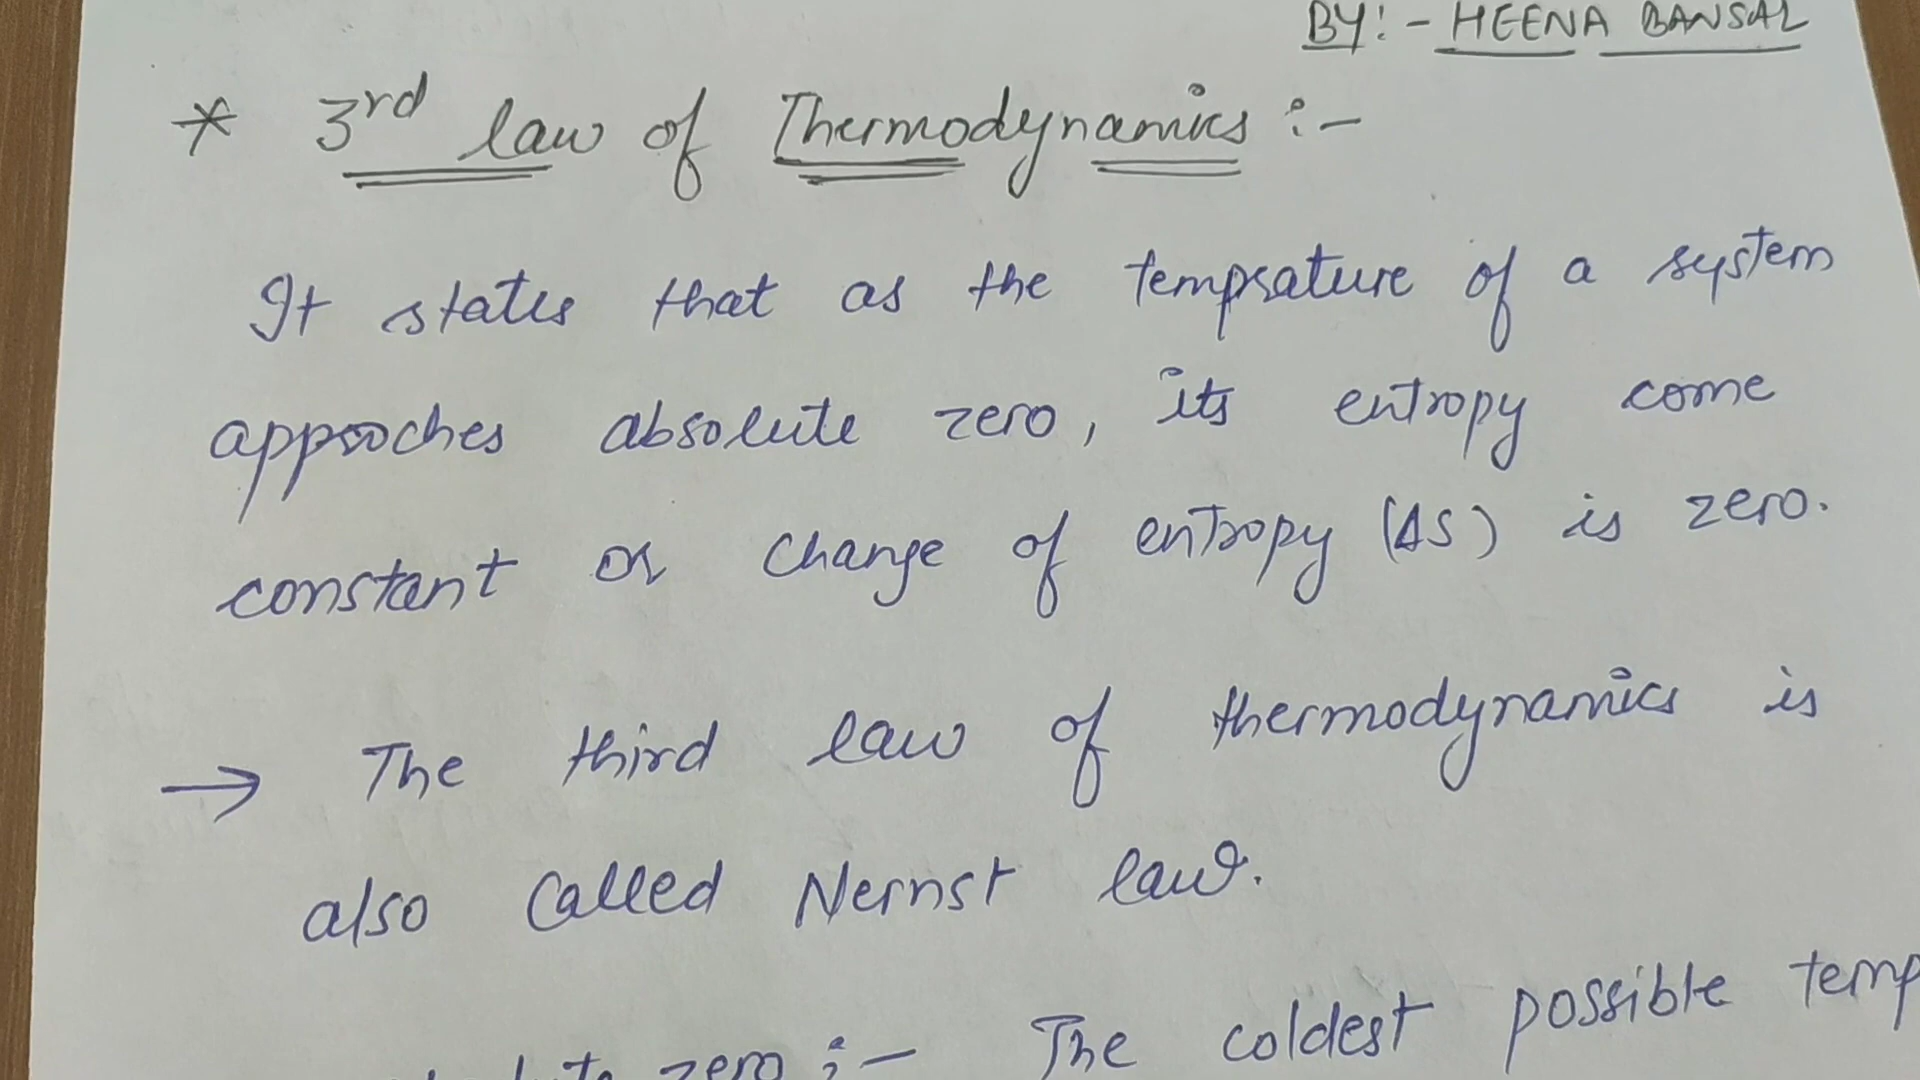 BY:- HEENA BANSAL
* 3rd law of Thermodynamics :-
It states that as the temprature of a system
approches absolute zero, its entropy come
constant or change of entropy (ΔS) is zero.
→ The third law of thermodynamics is
also called Nernst law.
zero :- The coldest possible temp